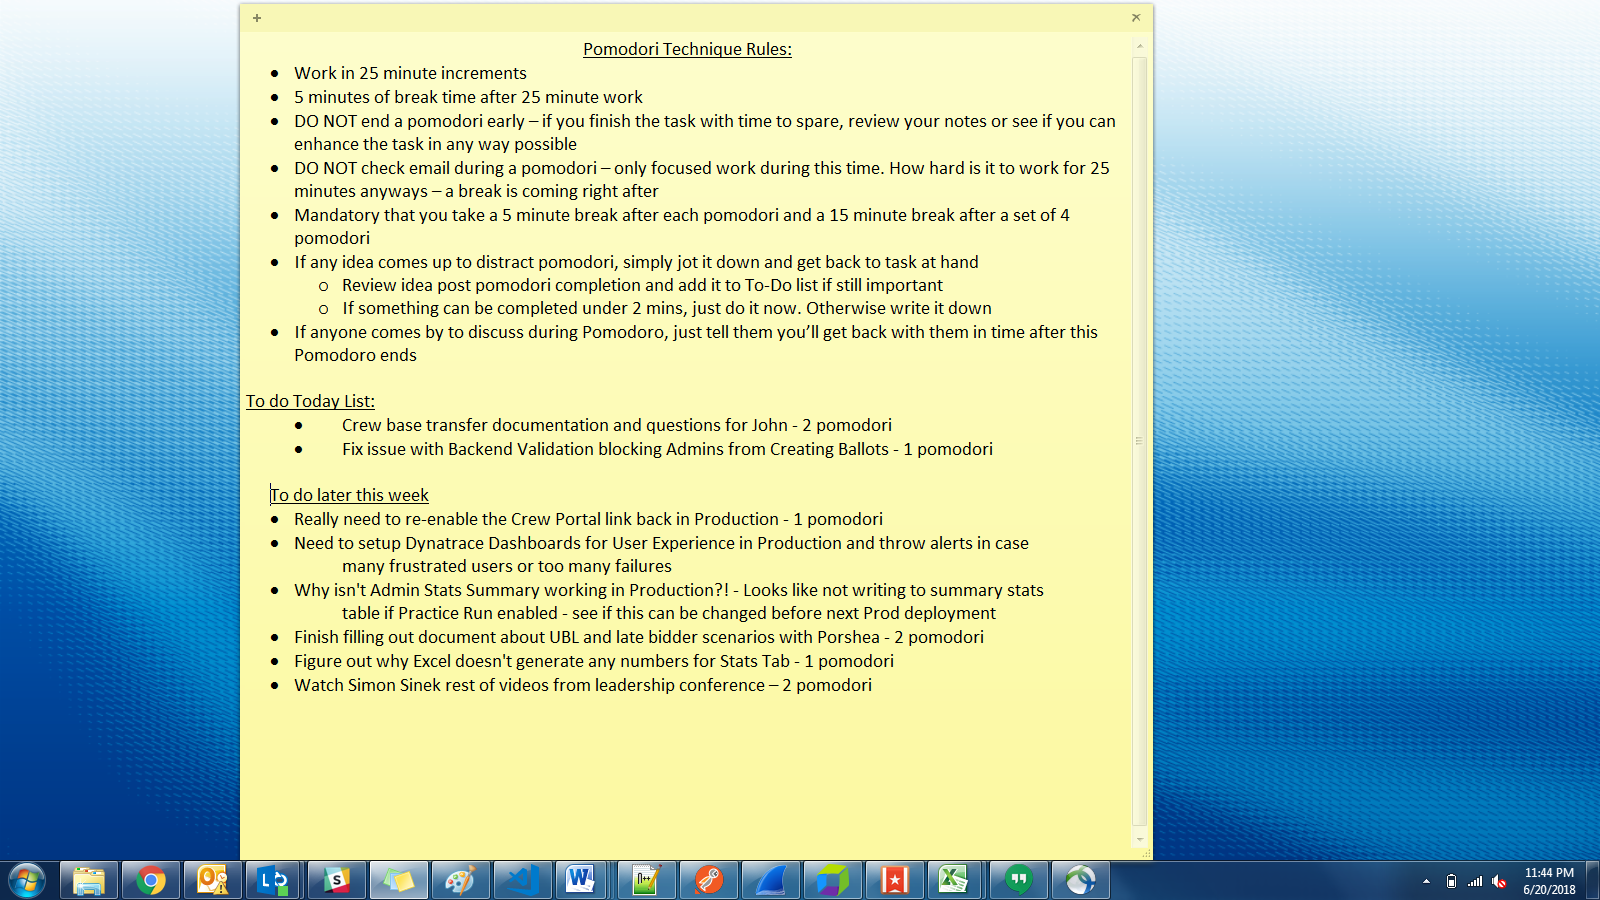 Pomodori Technique Rules:
• Work in 25 minute increments
• 5 minutes of break time after 25 minute work
• DO NOT end a pomodori early – if you finish the task with time to spare, review your notes or see if you can
enhance the task in any way possible
• DO NOT check email during a pomodori – only focused work during this time. How hard is it to work for 25
minutes anyways – a break is coming right after
• Mandatory that you take a 5 minute break after each pomodori and a 15 minute break after a set of 4
pomodori
• If any idea comes up to distract pomodori, simply jot it down and get back to task at hand
o Review idea post pomodori completion and add it to To-Do list if still important
o If something can be completed under 2 mins, just do it now. Otherwise write it down
• If anyone comes by to discuss during Pomodoro, just tell them you’ll get back with them in time after this
Pomodoro ends
To do Today List:
• Crew base transfer documentation and questions for John - 2 pomodori
• Fix issue with Backend Validation blocking Admins from Creating Ballots - 1 pomodori
To do later this week
• Really need to re-enable the Crew Portal link back in Production - 1 pomodori
• Need to setup Dynatrace Dashboards for User Experience in Production and throw alerts in case
many frustrated users or too many failures
• Why isn't Admin Stats Summary working in Production?! - Looks like not writing to summary stats
table if Practice Run enabled - see if this can be changed before next Prod deployment
• Finish filling out document about UBL and late bidder scenarios with Porshea - 2 pomodori
• Figure out why Excel doesn't generate any numbers for Stats Tab - 1 pomodori
• Watch Simon Sinek rest of videos from leadership conference – 2 pomodori
11:44 PM
6/20/2018